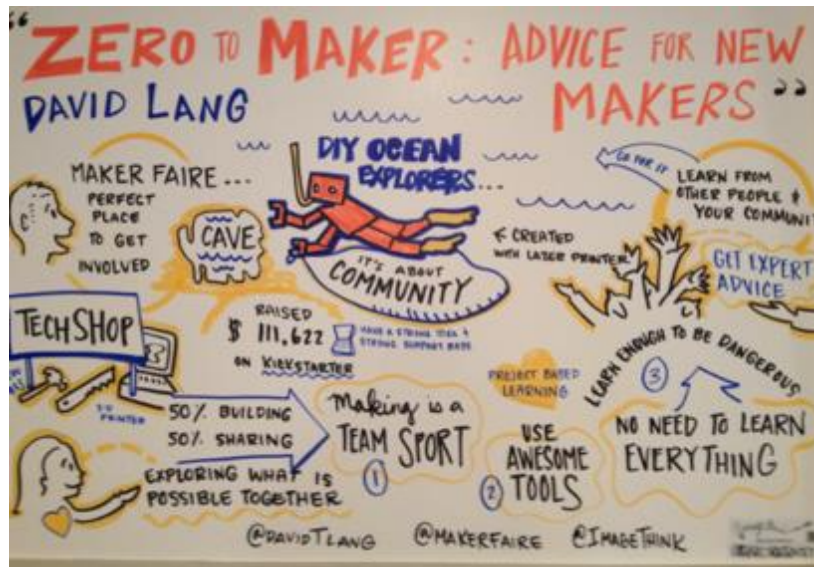 "ZERO TO MAKER: ADVICE FOR NEW
MAKERS"
DAVID LANG
MAKER FAIRE...
PERFECT
PLACE
TO GET
INVOLVED
CAVE
DIY OCEAN
EXPLORERS...
IT'S ABOUT
COMMUNITY
← CREATED
WITH LASER PRINTER
GO FOR IT
LEARN FROM
OTHER PEOPLE &
YOUR COMMUNI
GET EXPERT
ADVICE
TECHSHOP
3D PRINTER
RAISED
$ 111,622
ON KICKSTARTER
HAVE A STRONG IDEA &
STRONG SUPPORT BASE
50% BUILDING
50% SHARING
EXPLORING WHAT IS
POSSIBLE TOGETHER
Making is a
TEAM SPORT
1
PROJECT BASED
LEARNING
USE
AWESOME
TOOLS
2
LEARN ENOUGH TO BE DANGEROUS
3
NO NEED TO LEARN
EVERYTHING
@DAVIDTLANG
@MAKERFAIRE
@IMAGETHINK